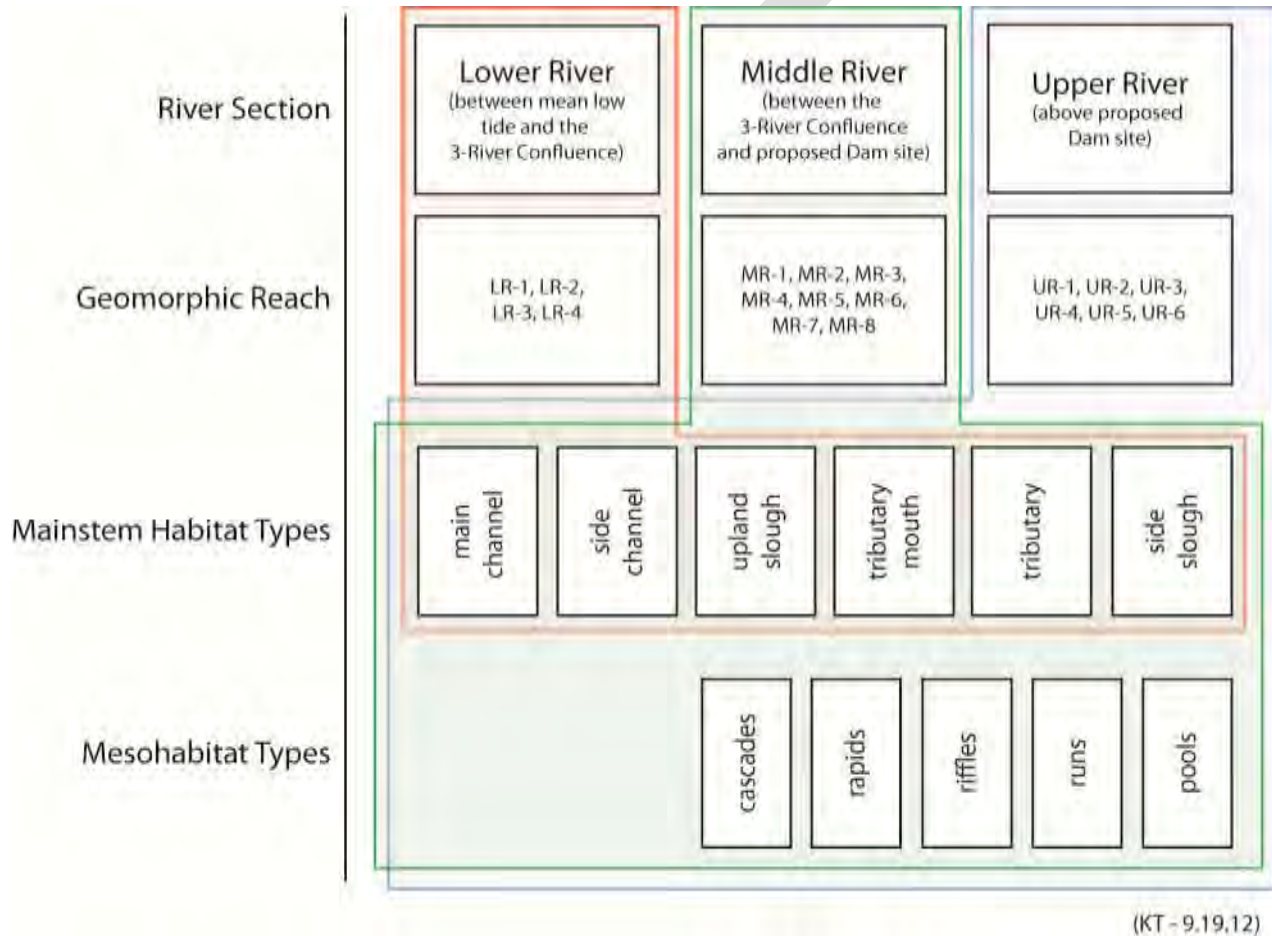 River Section
Lower River
(between mean low
tide and the
3-River Confluence)
Middle River
(between the
3-River Confluence
and proposed Dam site)
Upper River
(above proposed
Dam site)
Geomorphic Reach
LR-1, LR-2,
LR-3, LR-4
MR-1, MR-2, MR-3,
MR-4, MR-5, MR-6,
MR-7, MR-8
UR-1, UR-2, UR-3,
UR-4, UR-5, UR-6
Mainstem Habitat Types
main
channel
side
channel
upland
slough
tributary
mouth
tributary
side
slough
Mesohabitat Types
cascades
rapids
riffles
runs
pools
(KT - 9.19.12)